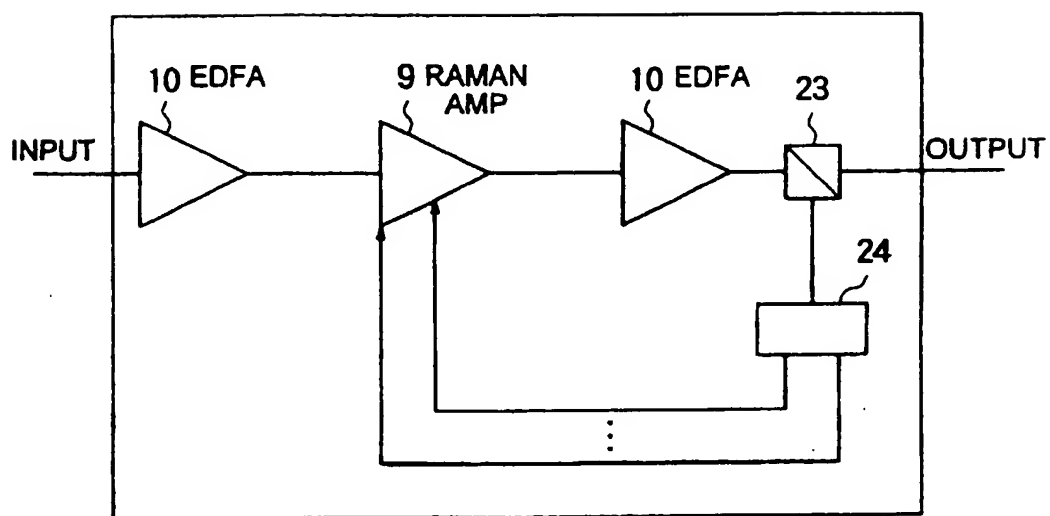 10 EDFA
9 RAMAN
AMP
10 EDFA
23
INPUT
OUTPUT
24